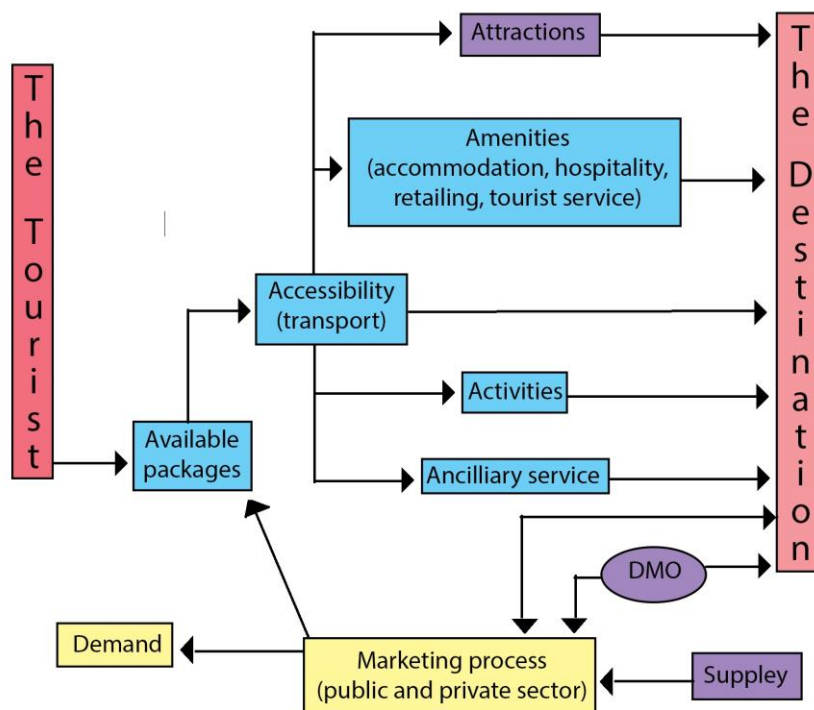 The Tourist
Attractions
Amenities
(accommodation, hospitality,
retailing, tourist service)
Accessibility
(transport)
Activities
Available
packages
Ancilliary service
The Destination
DMO
Demand
Marketing process
(public and private sector)
Suppley